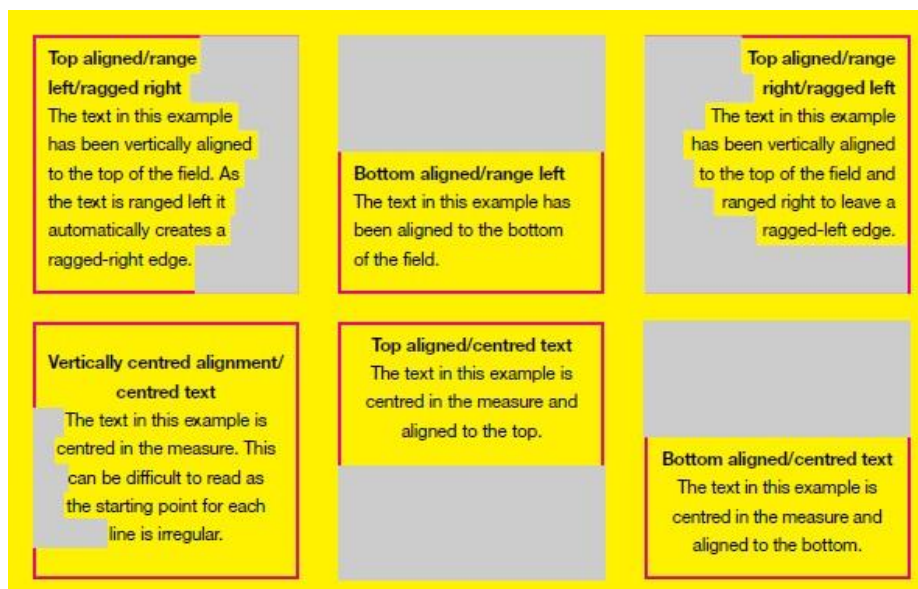 Top aligned/range
left/ragged right
The text in this example
has been vertically aligned
to the top of the field. As
the text is ranged left it
automatically creates a
ragged-right edge.
Bottom aligned/range left
The text in this example has
been aligned to the bottom
of the field.
Top aligned/range
right/ragged left
The text in this example
has been vertically aligned
to the top of the field and
ranged right to leave a
ragged-left edge.
Vertically centred alignment/
centred text
The text in this example is
centred in the measure. This
can be difficult to read as
the starting point for each
line is irregular.
Top aligned/centred text
The text in this example is
centred in the measure and
aligned to the top.
Bottom aligned/centred text
The text in this example is
centred in the measure and
aligned to the bottom.